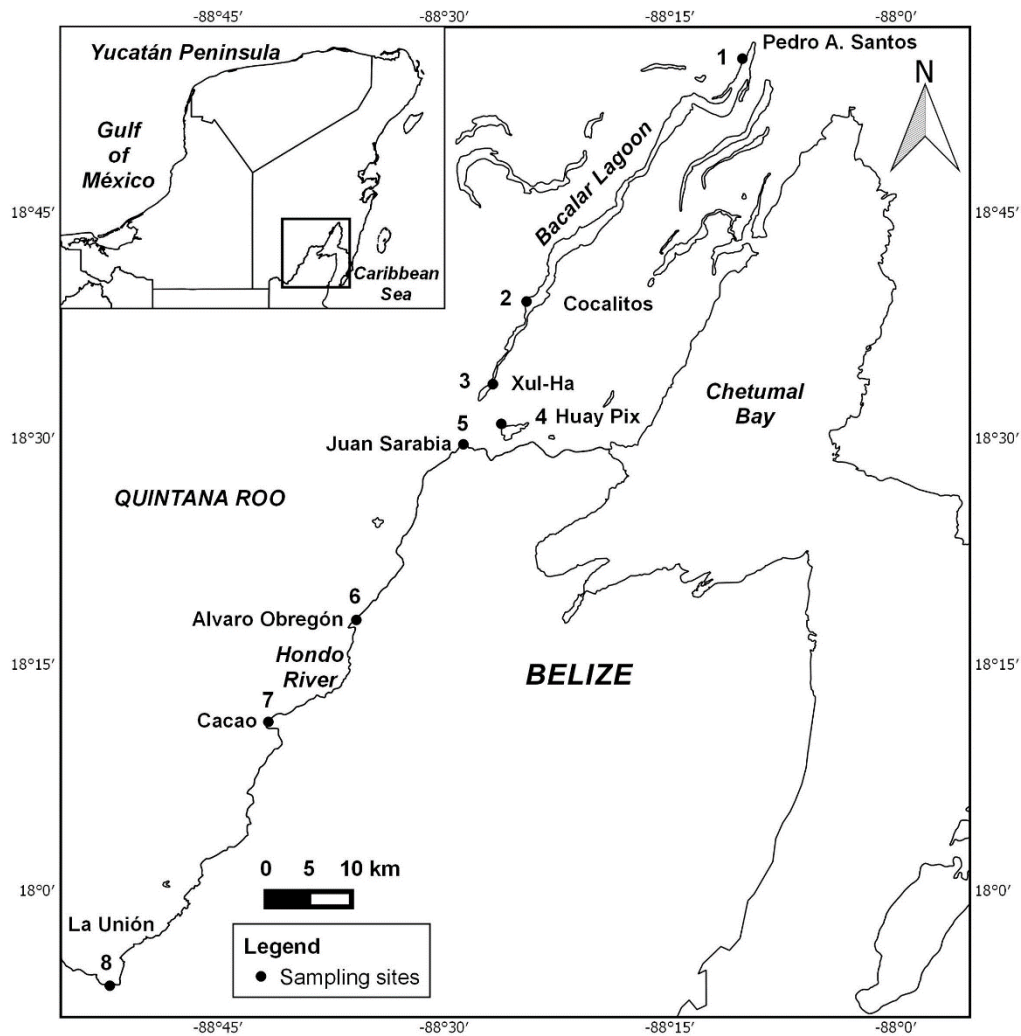 -88°45'
-88°30'
-88°15'
-88°0'
Yucatán Peninsula
Gulf
of
México
Caribbean
Sea
1
Pedro A. Santos
N
Bacalar Lagoon
18°45'
18°45'
2
Cocalitos
3
Xul-Ha
Chetumal
Bay
4 Huay Pix
5
Juan Sarabia
18°30'
18°30'
QUINTANA ROO
6
Alvaro Obregón
Hondo
River
18°15'
18°15'
BELIZE
7
Cacao
0 5 10 km
18°0'
18°0'
La Unión
8
Legend
Sampling sites
-88°45'
-88°30'
-88°15'
-88°0'